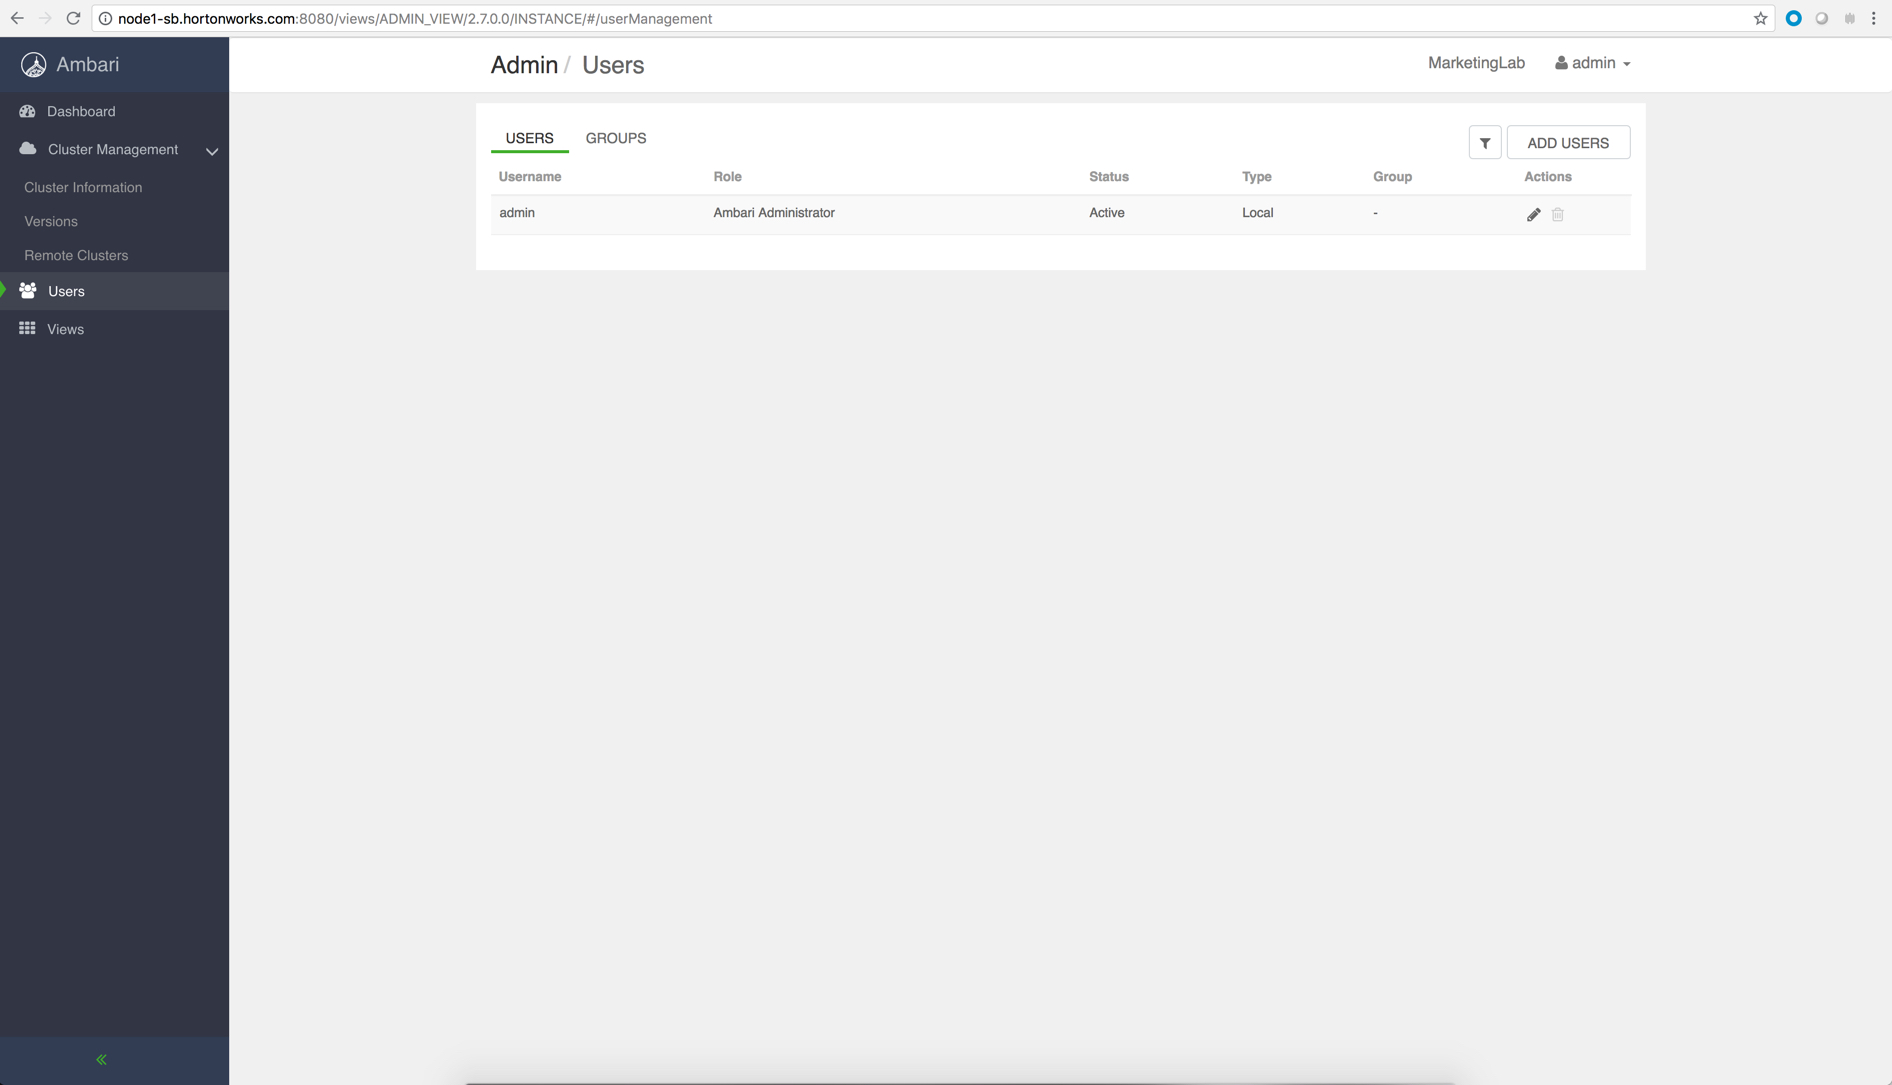 node1-sb.hortonworks.com:8080/views/ADMIN_VIEW/2.7.0.0/INSTANCE/#/userManagement
Ambari
Admin / Users
MarketingLab
admin
Dashboard
Cluster Management
Cluster Information
Versions
Remote Clusters
Users
Views
USERS GROUPS
ADD USERS
Username Role Status Type Group Actions
admin Ambari Administrator Active Local -